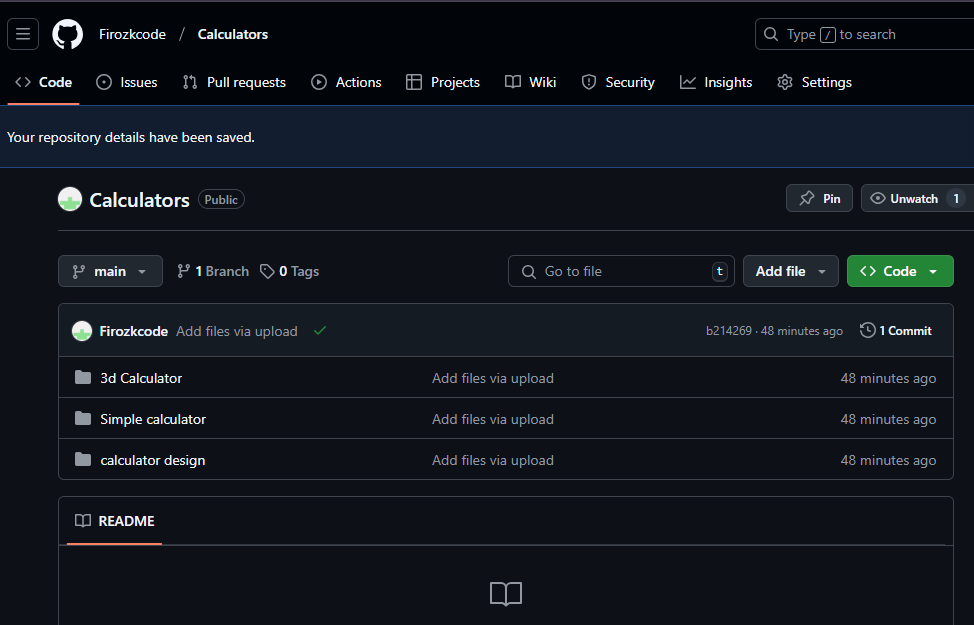 Firozkcode / Calculators
Type / to search
Code Issues Pull requests Actions Projects Wiki Security Insights Settings
Your repository details have been saved.
Calculators Public
Pin Unwatch 1
main 1 Branch 0 Tags
Go to file t Add file Code
Firozkcode Add files via upload b214269 · 48 minutes ago 1 Commit
3d Calculator Add files via upload 48 minutes ago
Simple calculator Add files via upload 48 minutes ago
calculator design Add files via upload 48 minutes ago
README